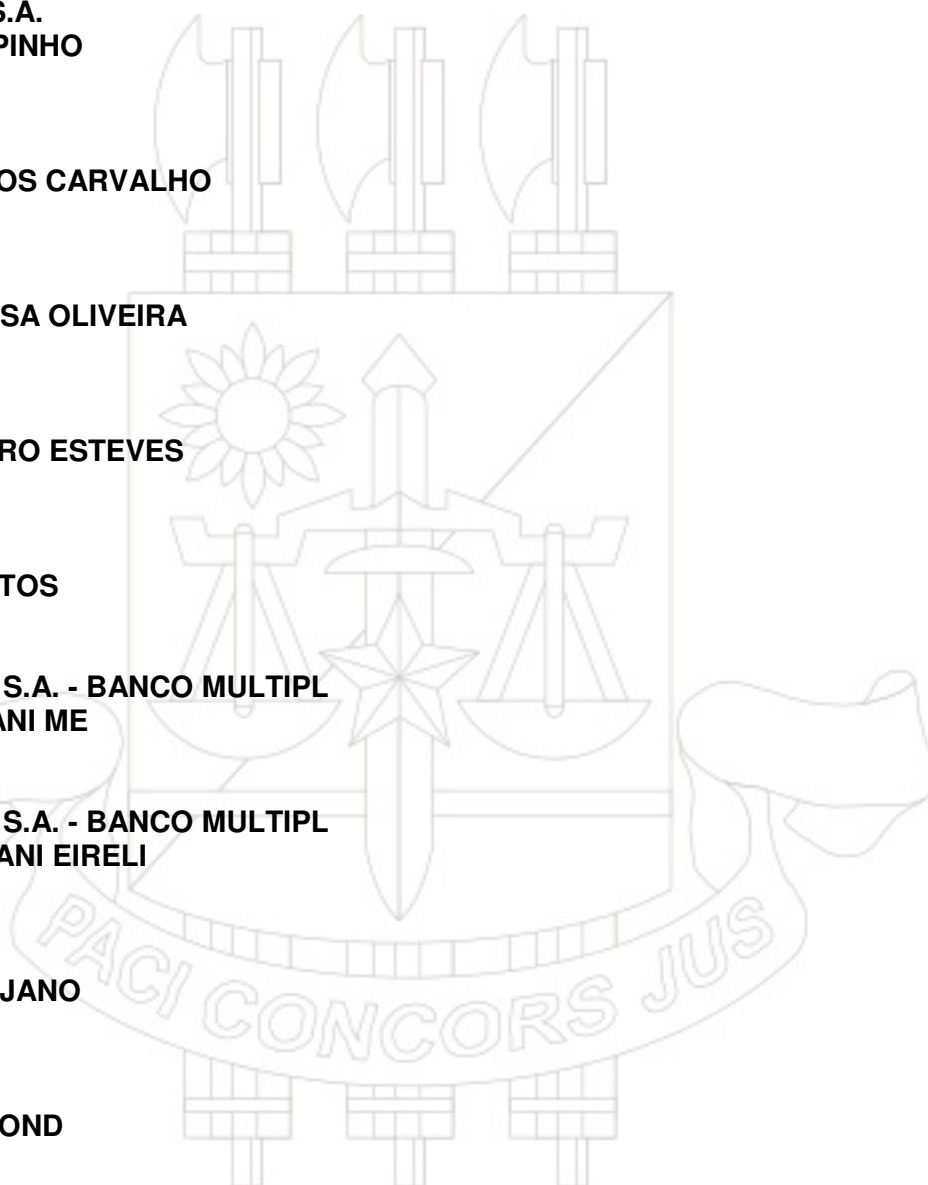 S.A.
PINHO
OS CARVALHO
SA OLIVEIRA
RO ESTEVES
TOS
S.A. - BANCO MULTIPL
ANI ME
S.A. - BANCO MULTIPL
ANI EIRELI
PACI CONCORS JUS
JANO
OND